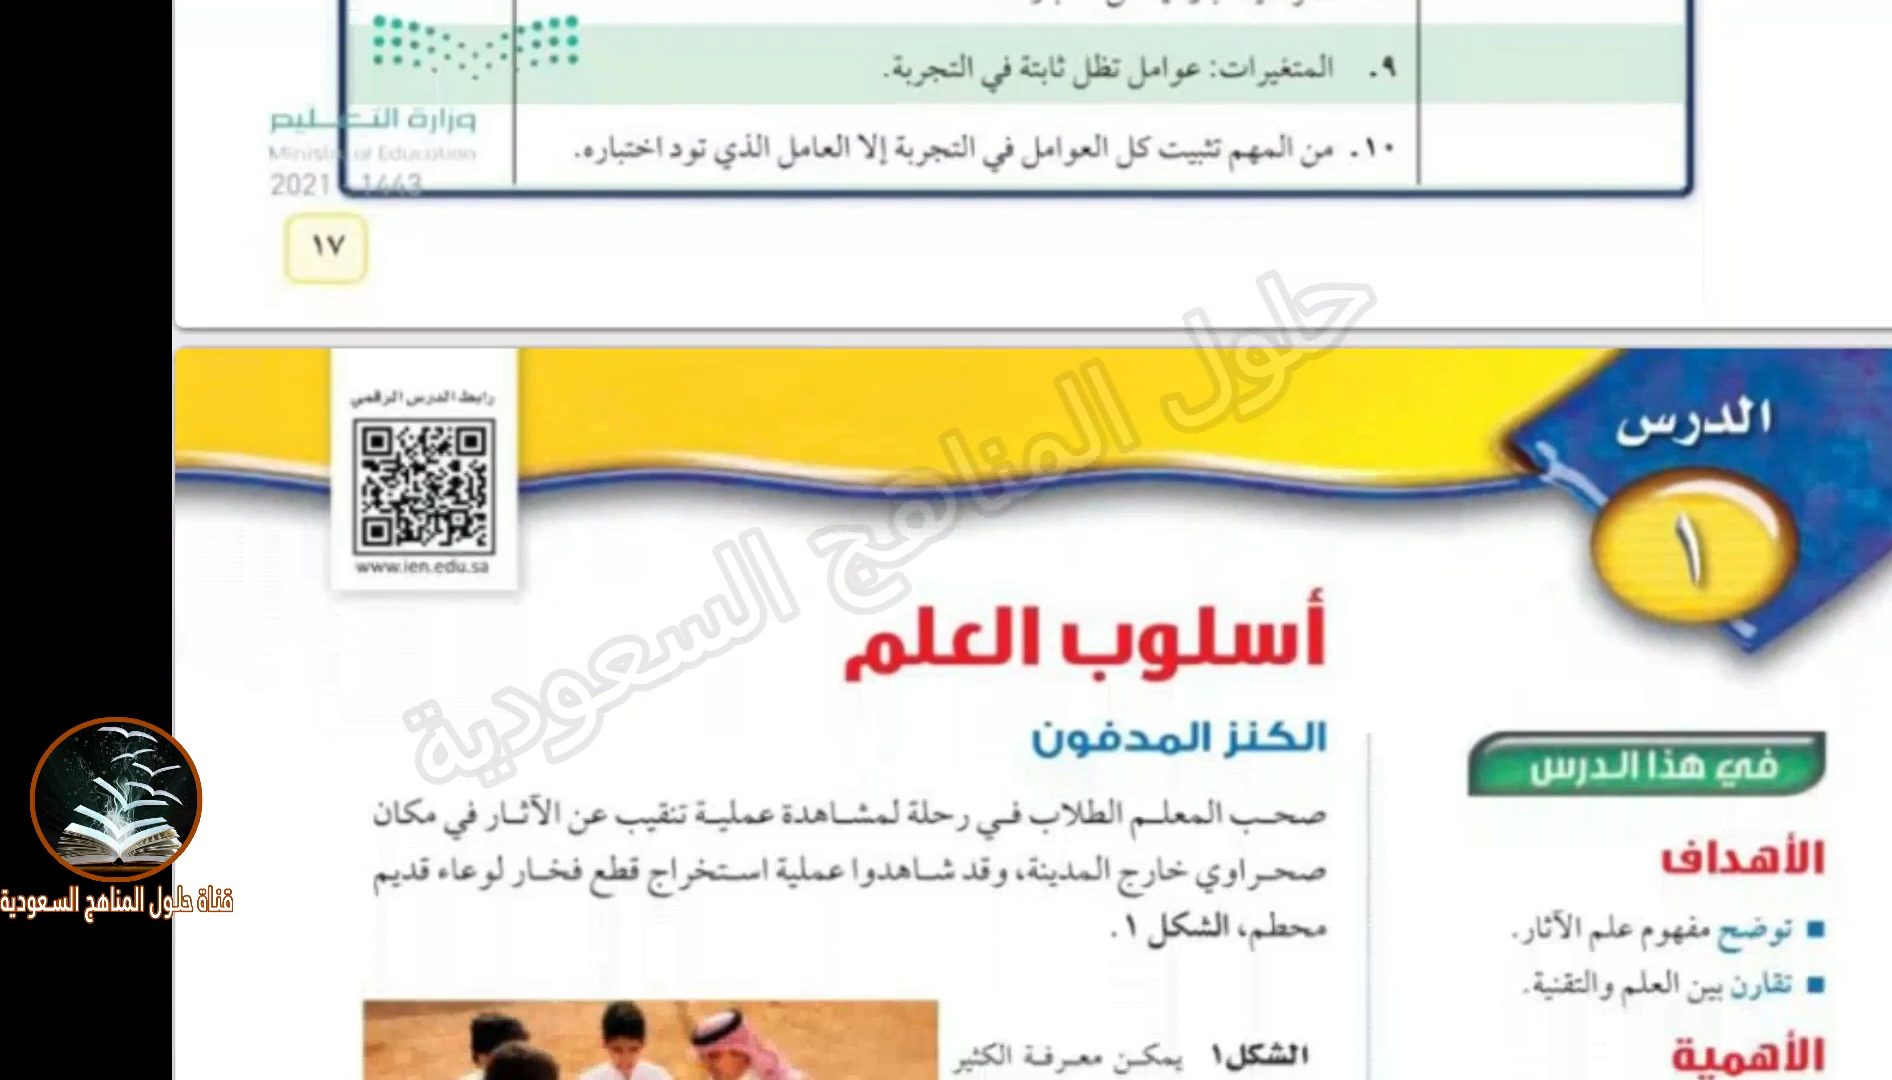 ٩. المتغيرات: عوامل تظل ثابتة في التجربة.
١٠. من المهم تثبيت كل العوامل في التجربة إلا العامل الذي تود اختباره.
وزارة التعليم
Ministry of Education
2021 - 1443
١٧
رابط الدرس الرقمي
www.ien.edu.sa
الدرس
١
حلول المناهج السعودية
أسلوب العلم
الكنز المدفون
صحب المعلم الطلاب في رحلة لمشاهدة عملية تنقيب عن الآثار في مكان
صحراوي خارج المدينة، وقد شاهدوا عملية استخراج قطع فخار لوعاء قديم
محطم، الشكل ١.
الشكل١ يمكن معرفة الكثير
في هذا الدرس
الأهداف
توضح مفهوم علم الآثار.
تقارن بين العلم والتقنية.
الأهمية
قناة حلول المناهج السعودية